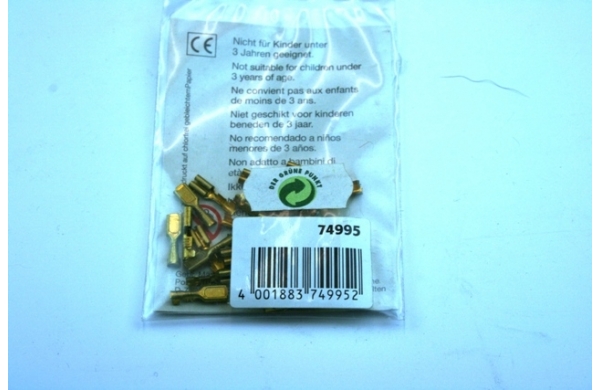 CE
Nicht für Kinder unter
3 Jahren geeignet.
Not suitable for children under
3 years of age.
Ne convient pas aux enfants
de moins de 3 ans.
Niet geschikt voor kinderen
beneden de 3 jaar.
No recomendado a niños
menores de 3 años.
Non adatto a bambini di
DER GRÜNE PUNKT
74995
4 001883 749952